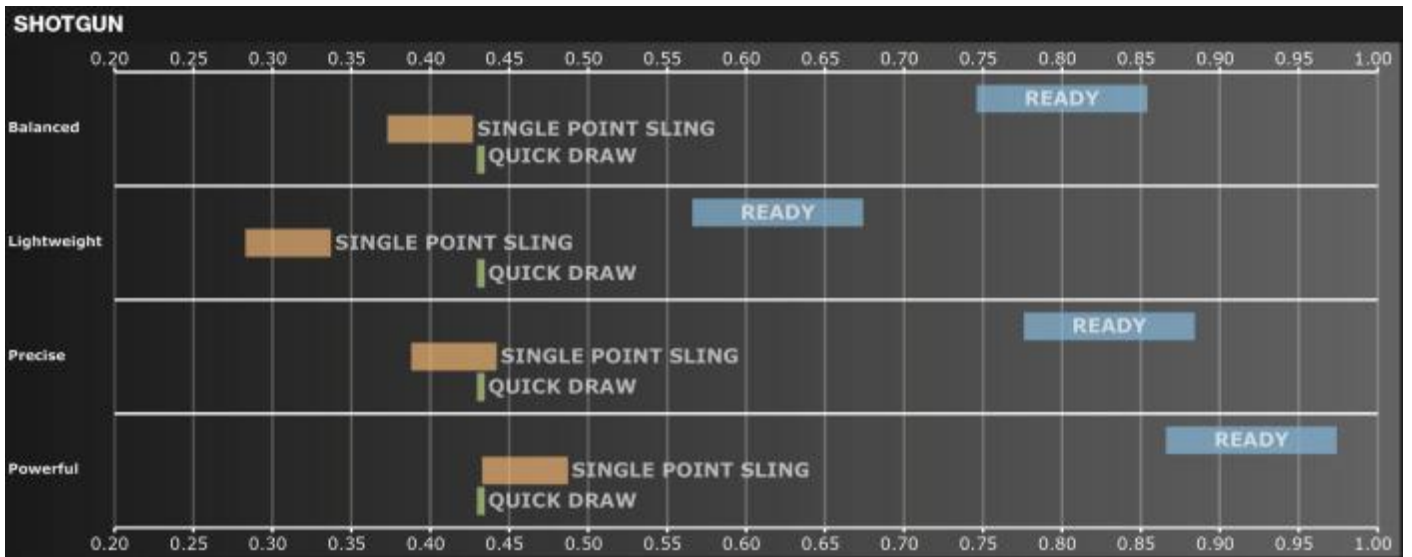 SHOTGUN
0.20 0.25 0.30 0.35 0.40 0.45 0.50 0.55 0.60 0.65 0.70 0.75 0.80 0.85 0.90 0.95 1.00
READY
Balanced SINGLE POINT SLING
QUICK DRAW
READY
Lightweight SINGLE POINT SLING
QUICK DRAW
READY
Precise SINGLE POINT SLING
QUICK DRAW
READY
Powerful SINGLE POINT SLING
QUICK DRAW
0.20 0.25 0.30 0.35 0.40 0.45 0.50 0.55 0.60 0.65 0.70 0.75 0.80 0.85 0.90 0.95 1.00